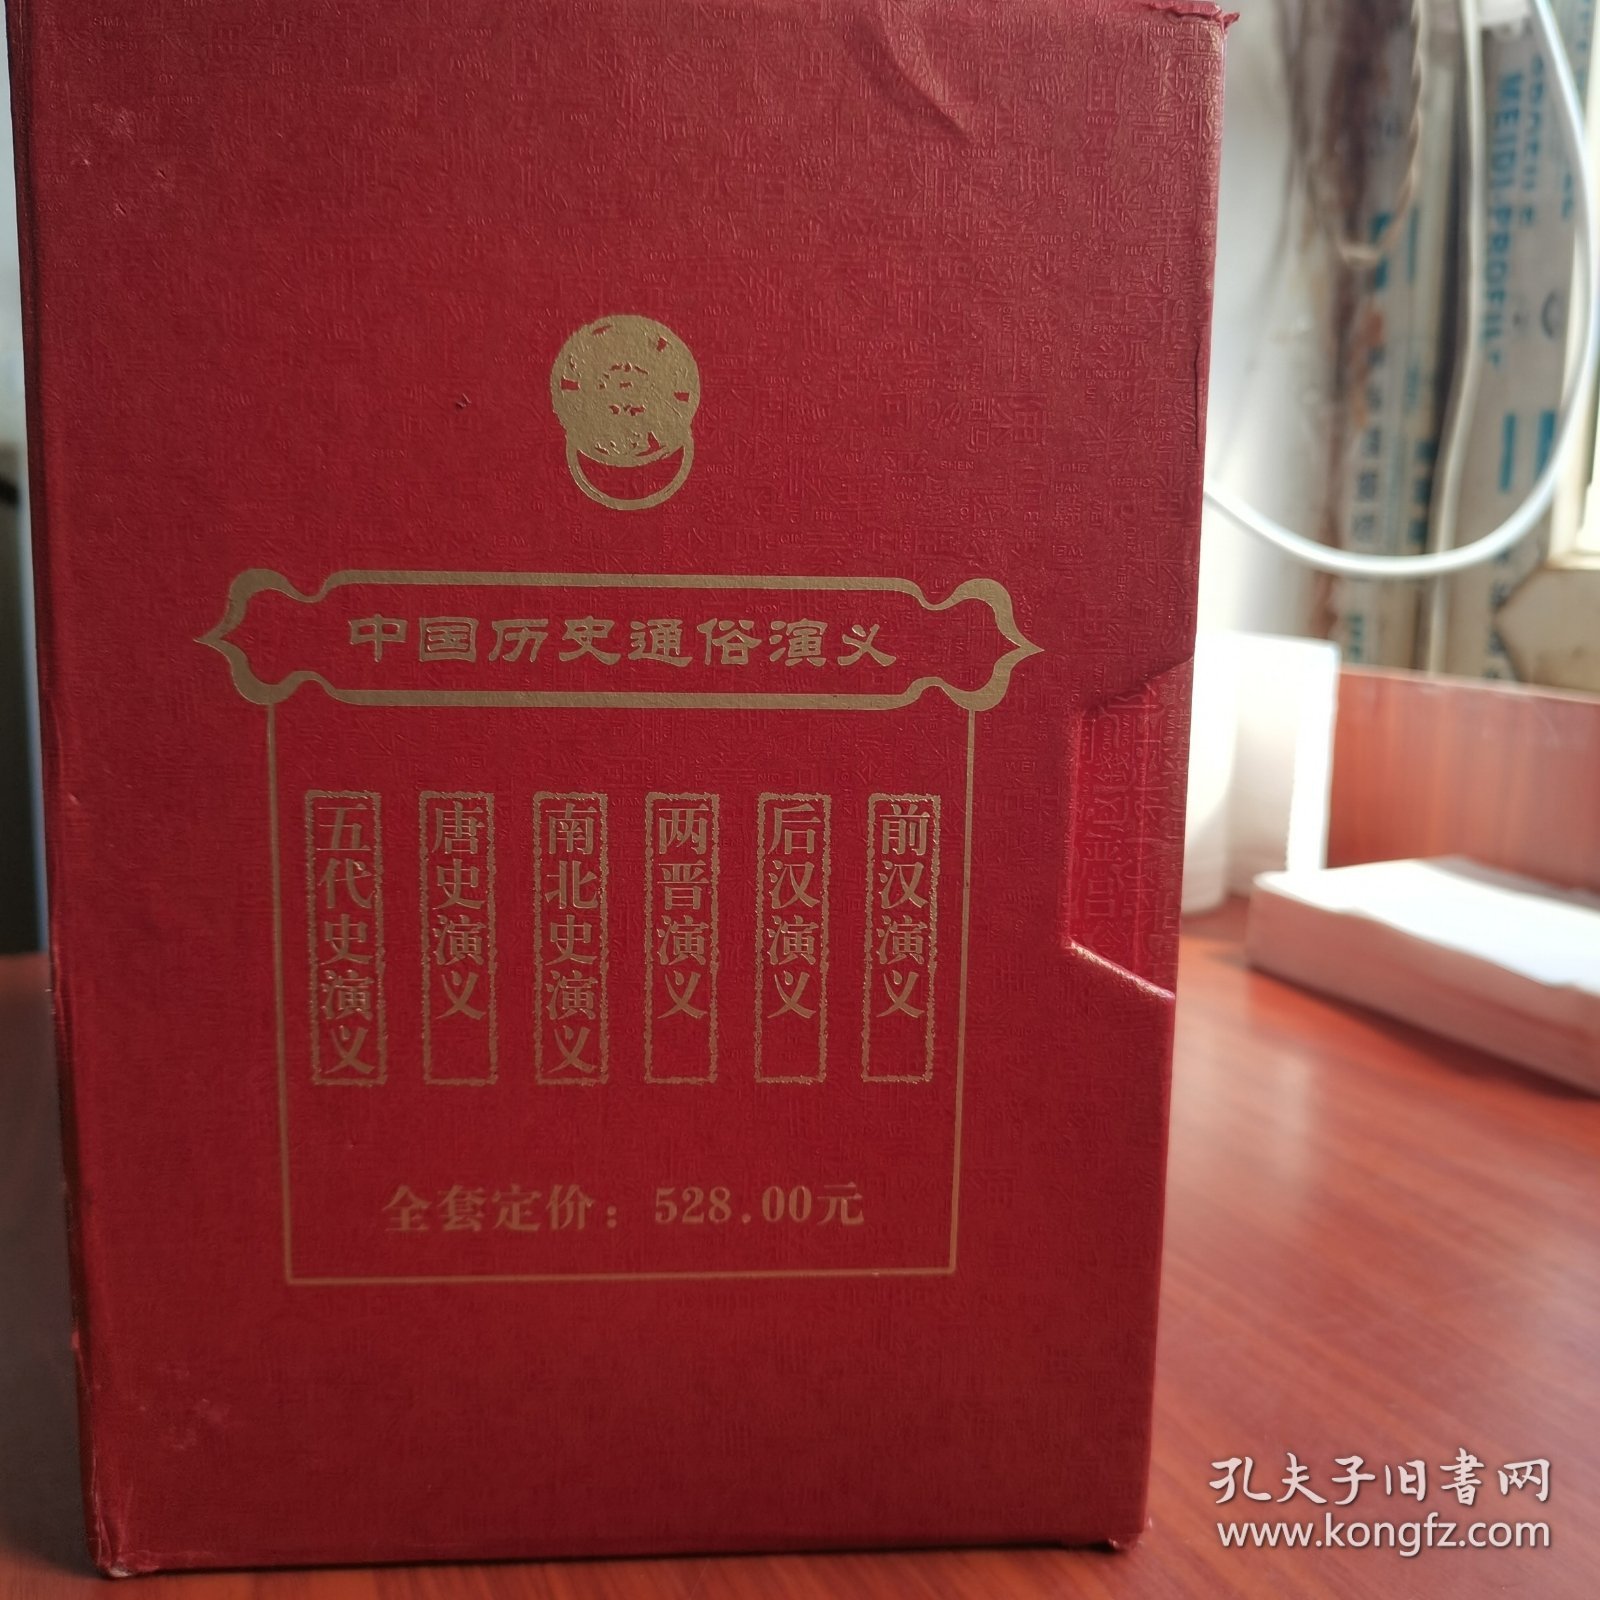 中国历史通俗演义
前汉演义
后汉演义
两晋演义
南北史演义
唐史演义
五代史演义
全套定价：528.00元
WEIDI PROFILE
孔夫子旧书网
www.kongfz.com